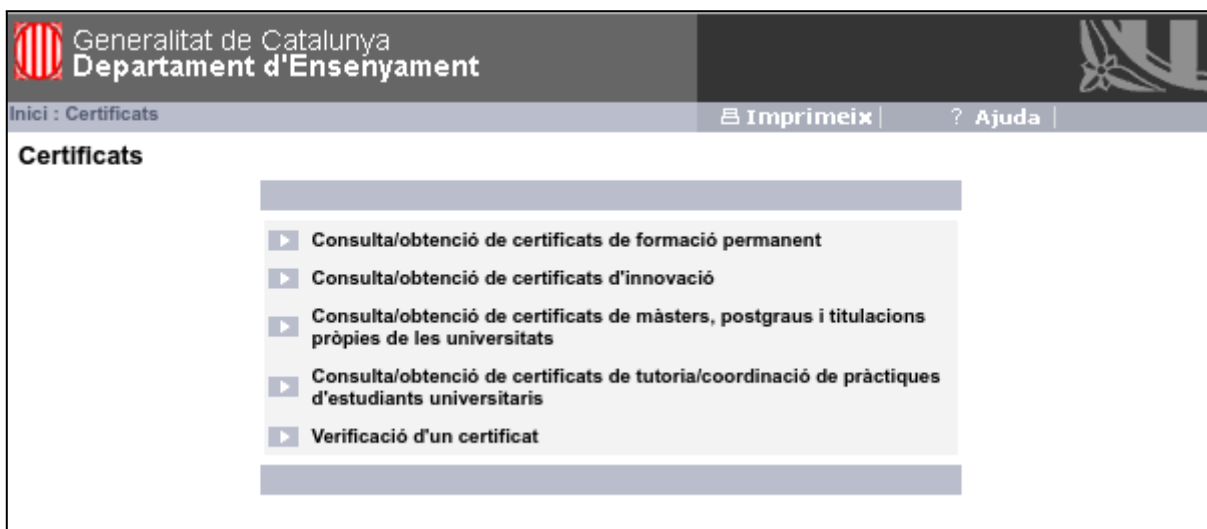 Generalitat de Catalunya
Departament d'Ensenyament
Inici : Certificats
Imprimeix
? Ajuda
Certificats
Consulta/obtenció de certificats de formació permanent
Consulta/obtenció de certificats d'innovació
Consulta/obtenció de certificats de màsters, postgraus i titulacions
pròpies de les universitats
Consulta/obtenció de certificats de tutoria/coordinació de pràctiques
d'estudiants universitaris
Verificació d'un certificat